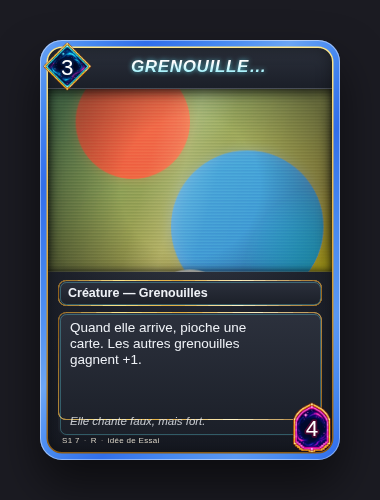 3
GRENOUILLE…
Créature — Grenouilles
Quand elle arrive, pioche une
carte. Les autres grenouilles
gagnent +1.
Elle chante faux, mais fort.
4
S1 7 · R · Idée de Essai